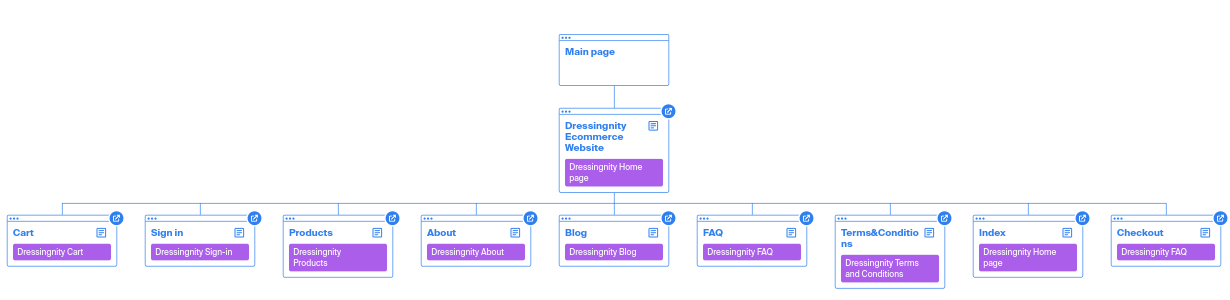 Main page
Dressingnity
Ecommerce
Website
Dressingnity Home
page
Cart
Dressingnity Cart
Sign in
Dressingnity Sign-in
Products
Dressingnity
Products
About
Dressingnity About
Blog
Dressingnity Blog
FAQ
Dressingnity FAQ
Terms&Conditio
ns
Dressingnity Terms
and Conditions
Index
Dressingnity Home
page
Checkout
Dressingnity FAQ